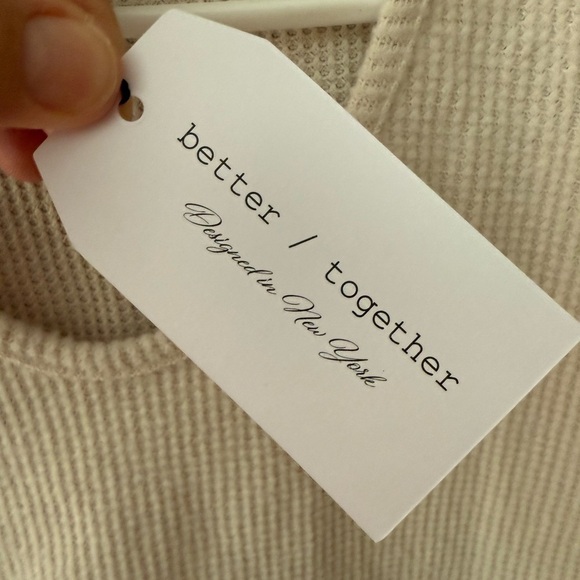 better / together
Designed in New York